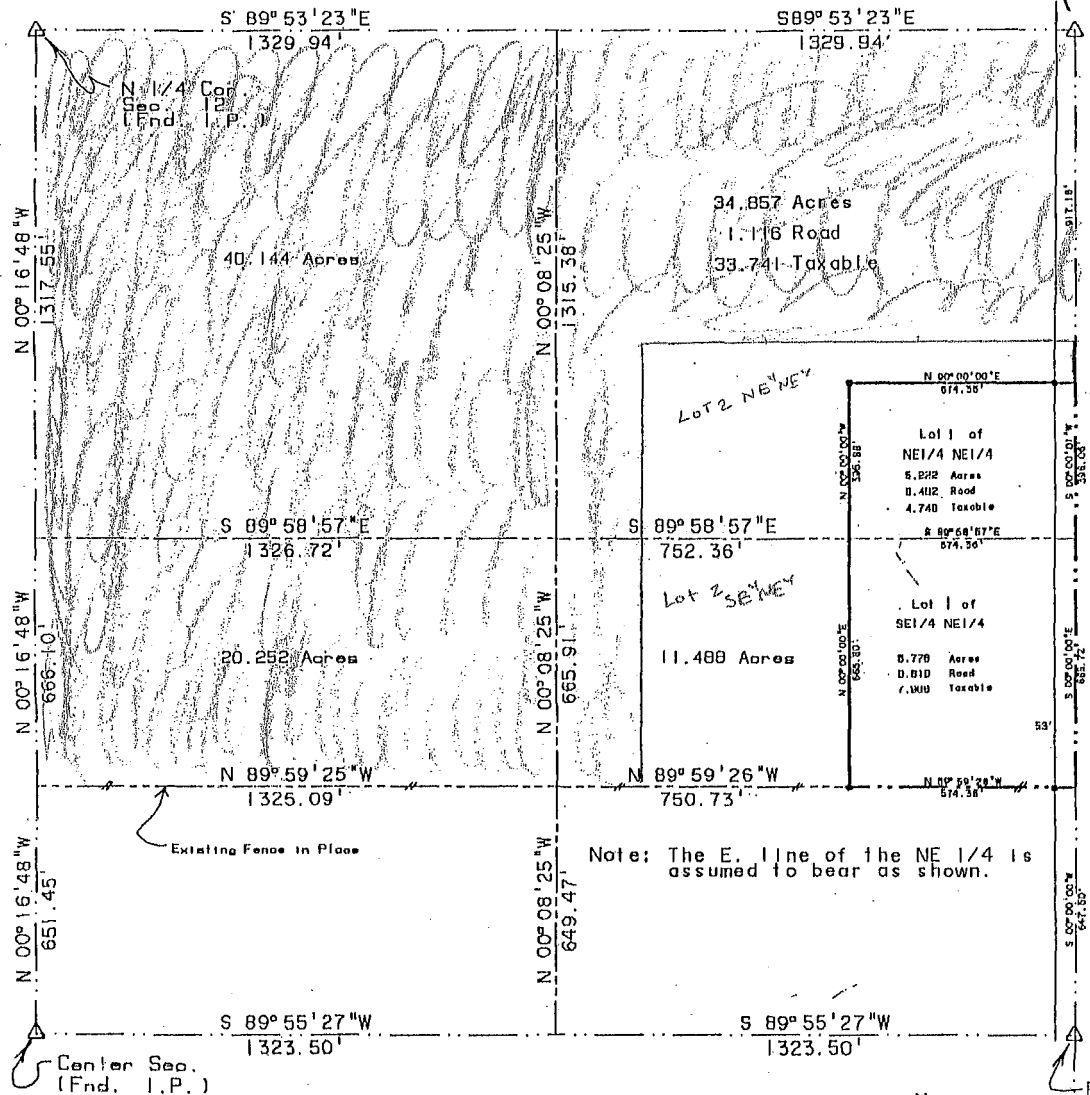 S 89° 53'23"E
1329.94'
S89° 53'23"E
1329.94'
N 1/4 Cor.
Sec. 12
(Fnd. I.P.)
917.18'
34.857 Acres
1.116 Road
33.741 Taxable
40.144 Acres
N 00° 16'48"W
1317.55'
N 00° 08'25"W
1315.38'
LOT 2 NE¼NE¼
N 00°00'00"E
Lot 1 of
NE1/4 NE1/4
Acres
Road
4.740 Taxable
S 89° 58'57"E
1326.72'
S 89° 58'57"E
752.36'
Lot 2 SE¼NE¼
Lot 1 of
SE1/4 NE1/4
20.252 Acres
11.488 Acres
Acres
Road
Taxable
N 00° 16'48"W
666.10'
N 00° 08'25"W
665.91'
N 00°00'00"E
53'
N 89° 59'25"W
1325.09'
N 89° 59'26"W
750.73'
Existing Fence in Place
Note: The E. line of the NE 1/4 is
assumed to bear as shown.
N 00° 16'48"W
651.45'
N 00° 08'25"W
649.47'
S 89° 55'27"W
1323.50'
S 89° 55'27"W
1323.50'
Center Sec.
(Fnd. I.P.)